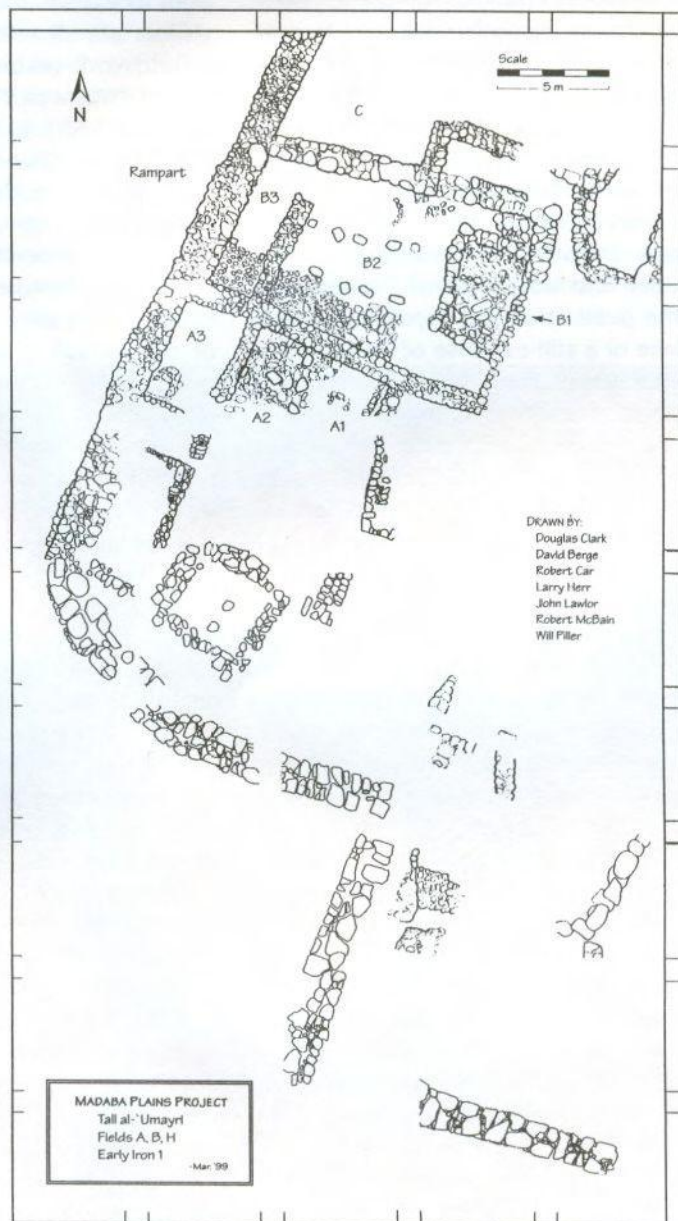 Scale
5 m
N
C
Rampart
B3
A
B2
B1
A3
A2
A1
DRAWN BY:
Douglas Clark
David Berge
Robert Car
Larry Herr
John Lawlor
Robert McBain
Will Piller
MADABA PLAINS PROJECT
Tall al-`Umayri
Fields A, B, H
Early Iron 1
-Mar. '99